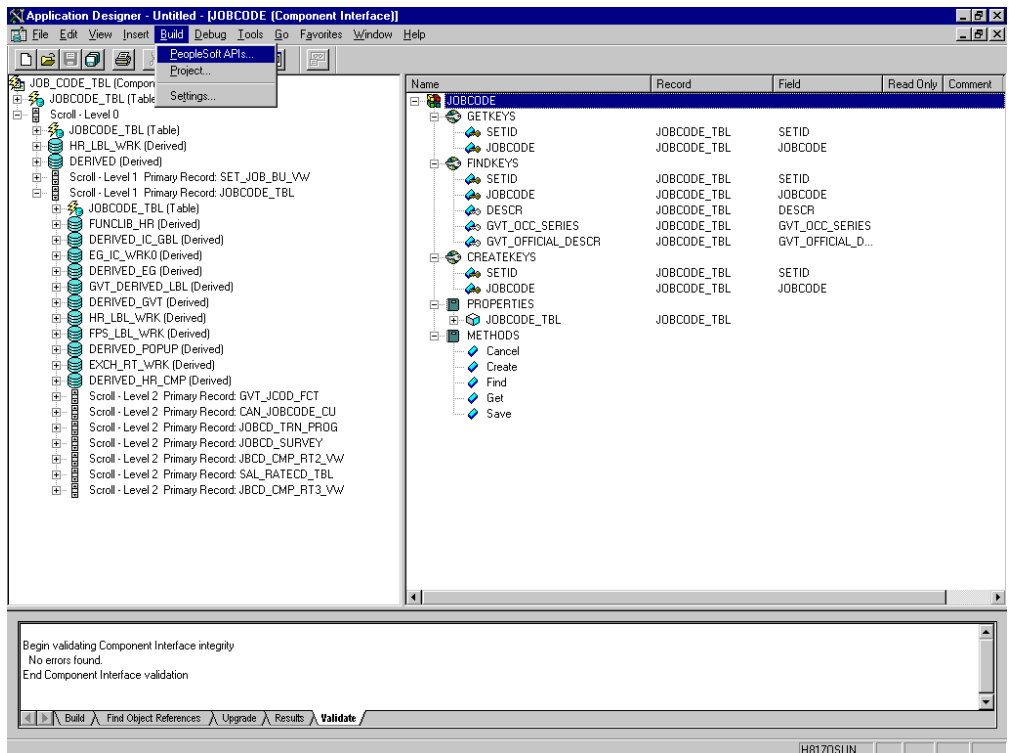 Application Designer - Untitled - [JOBCODE (Component Interface)]
File Edit View Insert Build Debug Tools Go Favorites Window Help
PeopleSoft APIs...
Project...
Settings...
JOB_CODE_TBL (Compon
JOBCODE_TBL (Table
Scroll - Level 0
JOBCODE_TBL (Table)
HR_LBL_WRK (Derived)
DERIVED (Derived)
Scroll - Level 1 Primary Record: SET_JOB_BU_VW
Scroll - Level 1 Primary Record: JOBCODE_TBL
JOBCODE_TBL (Table)
FUNCLIB_HR (Derived)
DERIVED_IC_GBL (Derived)
EG_IC_WRK0 (Derived)
DERIVED_EG (Derived)
GVT_DERIVED_LBL (Derived)
DERIVED_GVT (Derived)
HR_LBL_WRK (Derived)
FPS_LBL_WRK (Derived)
DERIVED_POPUP (Derived)
EXCH_RT_WRK (Derived)
DERIVED_HR_CMP (Derived)
Scroll - Level 2 Primary Record: GVT_JCOD_FCT
Scroll - Level 2 Primary Record: CAN_JOBCODE_CU
Scroll - Level 2 Primary Record: JOBCD_TRN_PROG
Scroll - Level 2 Primary Record: JOBCD_SURVEY
Scroll - Level 2 Primary Record: JBCD_CMP_RT2_VW
Scroll - Level 2 Primary Record: SAL_RATECD_TBL
Scroll - Level 2 Primary Record: JBCD_CMP_RT3_VW
Name Record Field Read Only Comment
JOBCODE
GETKEYS
SETID JOBCODE_TBL SETID
JOBCODE JOBCODE_TBL JOBCODE
FINDKEYS
SETID JOBCODE_TBL SETID
JOBCODE JOBCODE_TBL JOBCODE
DESCR JOBCODE_TBL DESCR
GVT_OCC_SERIES JOBCODE_TBL GVT_OCC_SERIES
GVT_OFFICIAL_DESCR JOBCODE_TBL GVT_OFFICIAL_D...
CREATEKEYS
SETID JOBCODE_TBL SETID
JOBCODE JOBCODE_TBL JOBCODE
PROPERTIES
JOBCODE_TBL JOBCODE_TBL
METHODS
Cancel
Create
Find
Get
Save
Begin validating Component Interface integrity
No errors found.
End Component Interface validation
Build Find Object References Upgrade Results Validate
H8170SUN